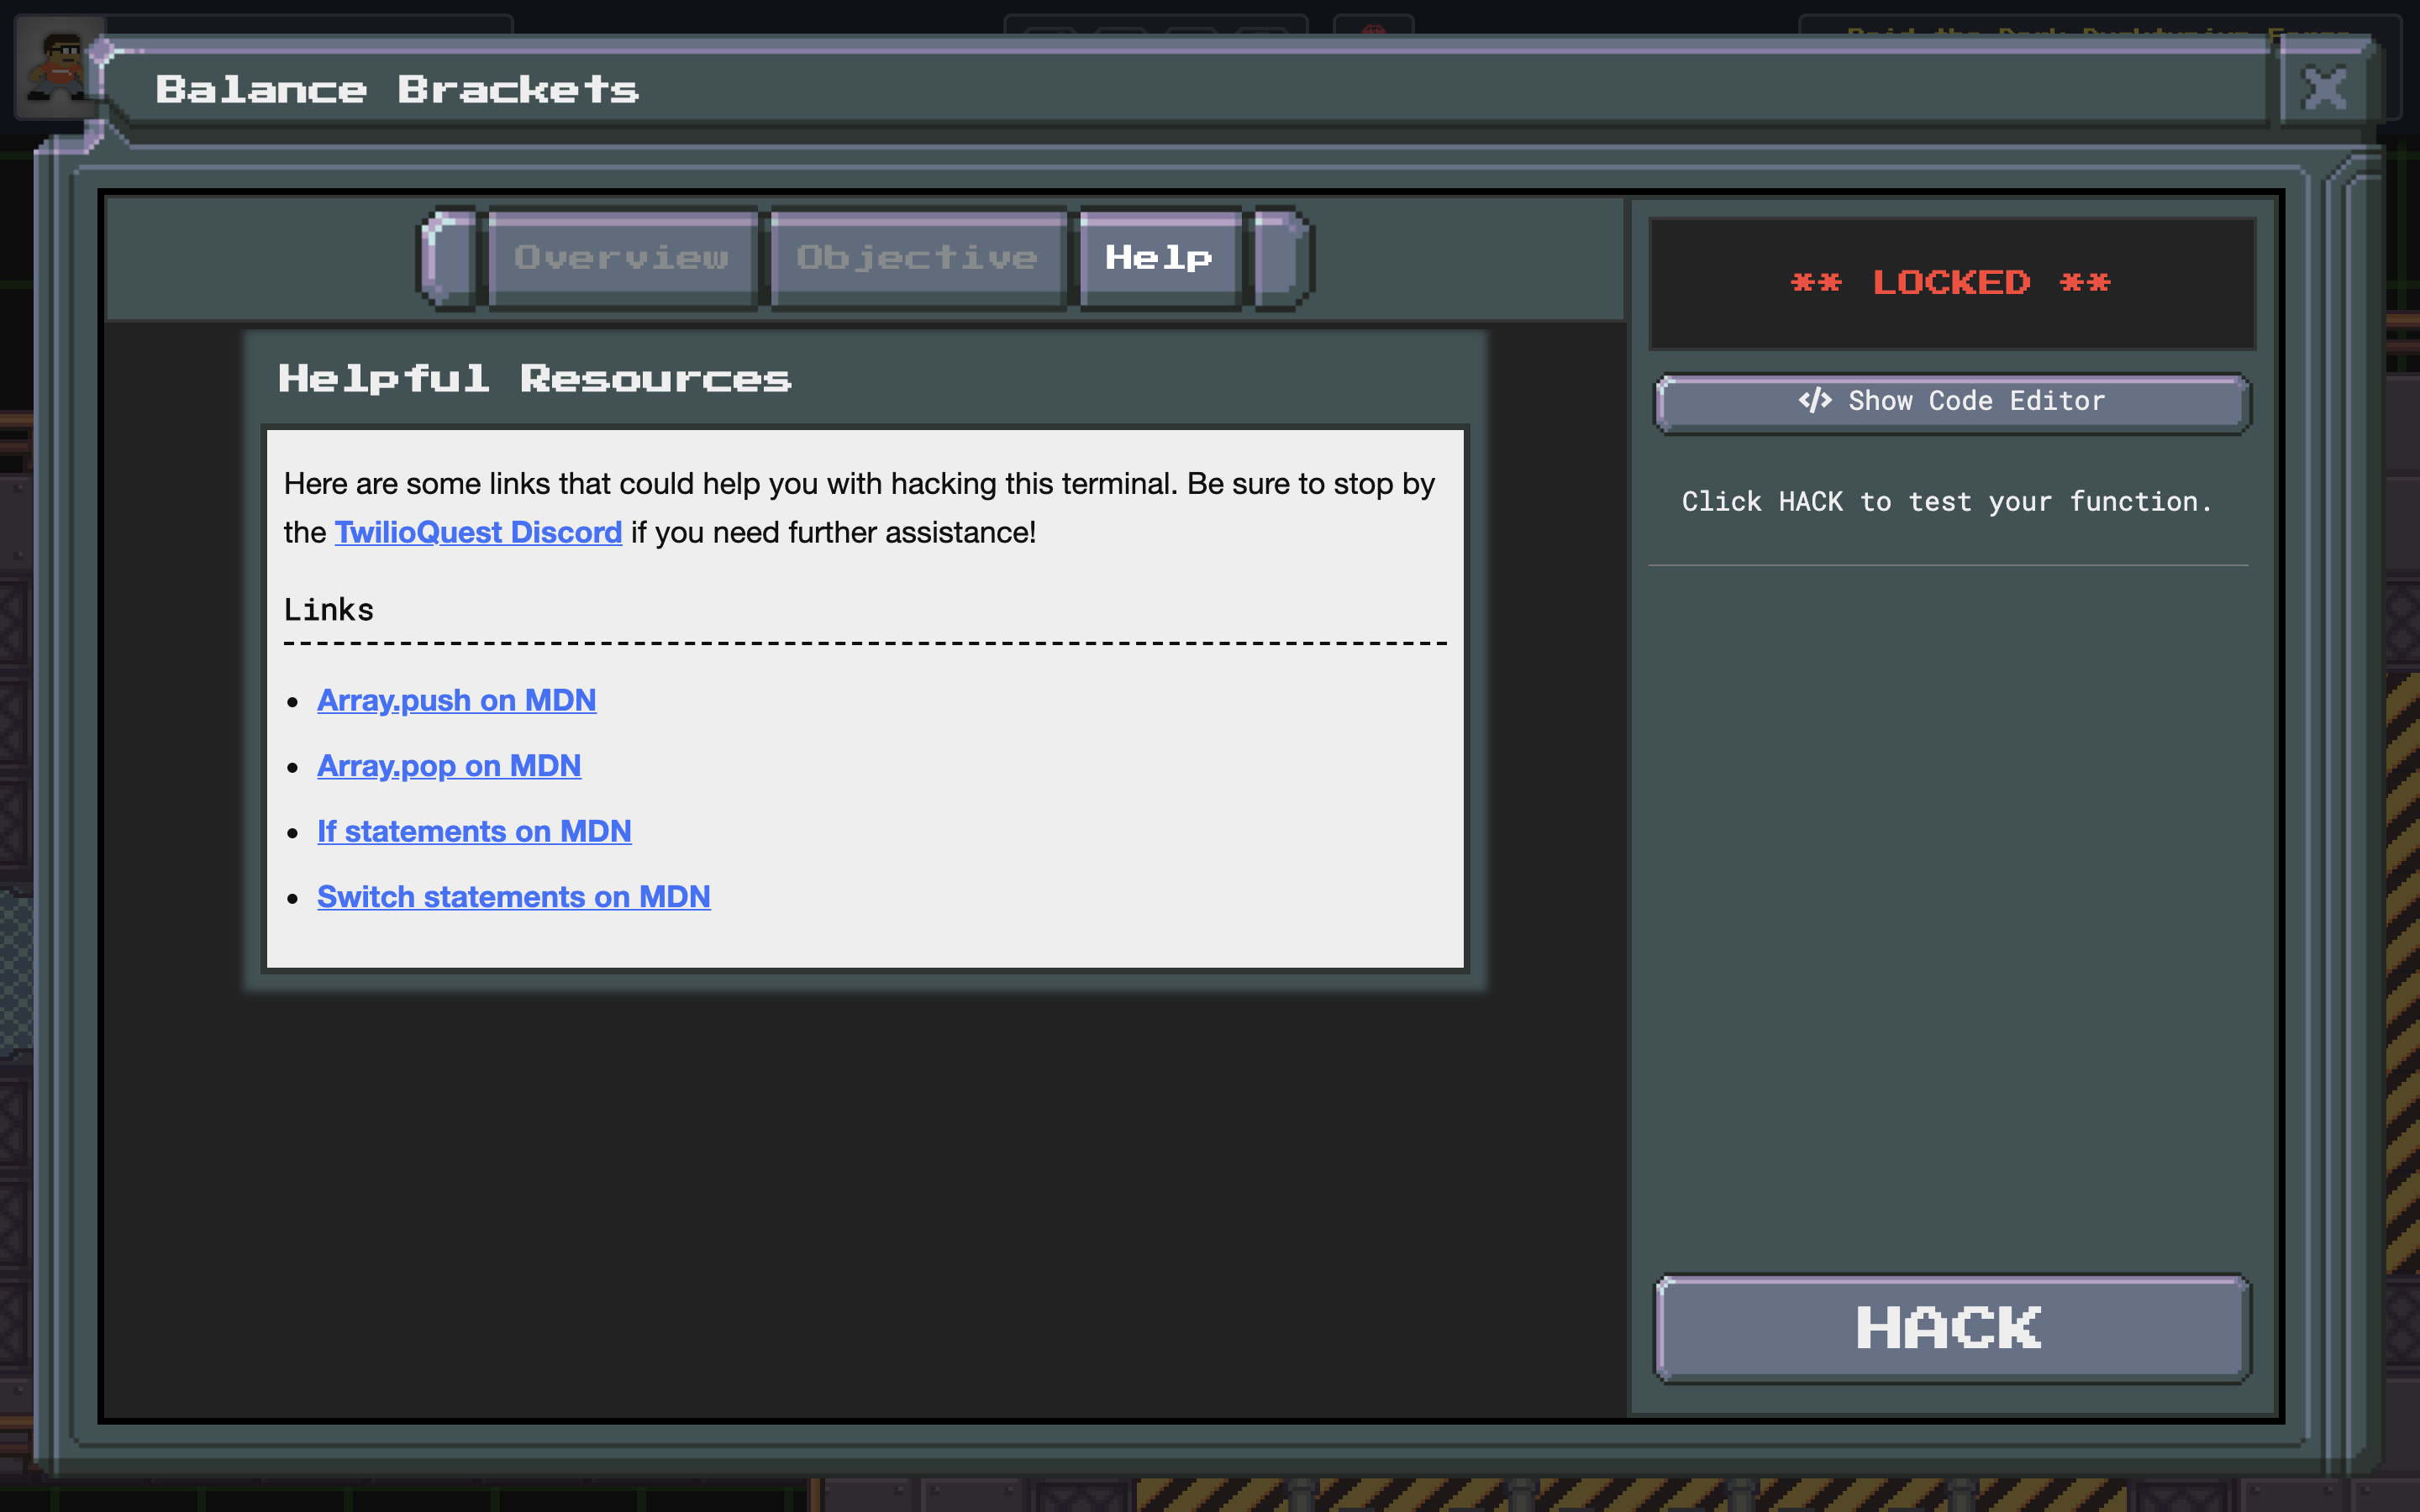 Balance Brackets
Overview Objective Help
** LOCKED **
</> Show Code Editor
Click HACK to test your function.
Helpful Resources
Here are some links that could help you with hacking this terminal. Be sure to stop by
the TwilioQuest Discord if you need further assistance!
Links
Array.push on MDN
Array.pop on MDN
If statements on MDN
Switch statements on MDN
HACK